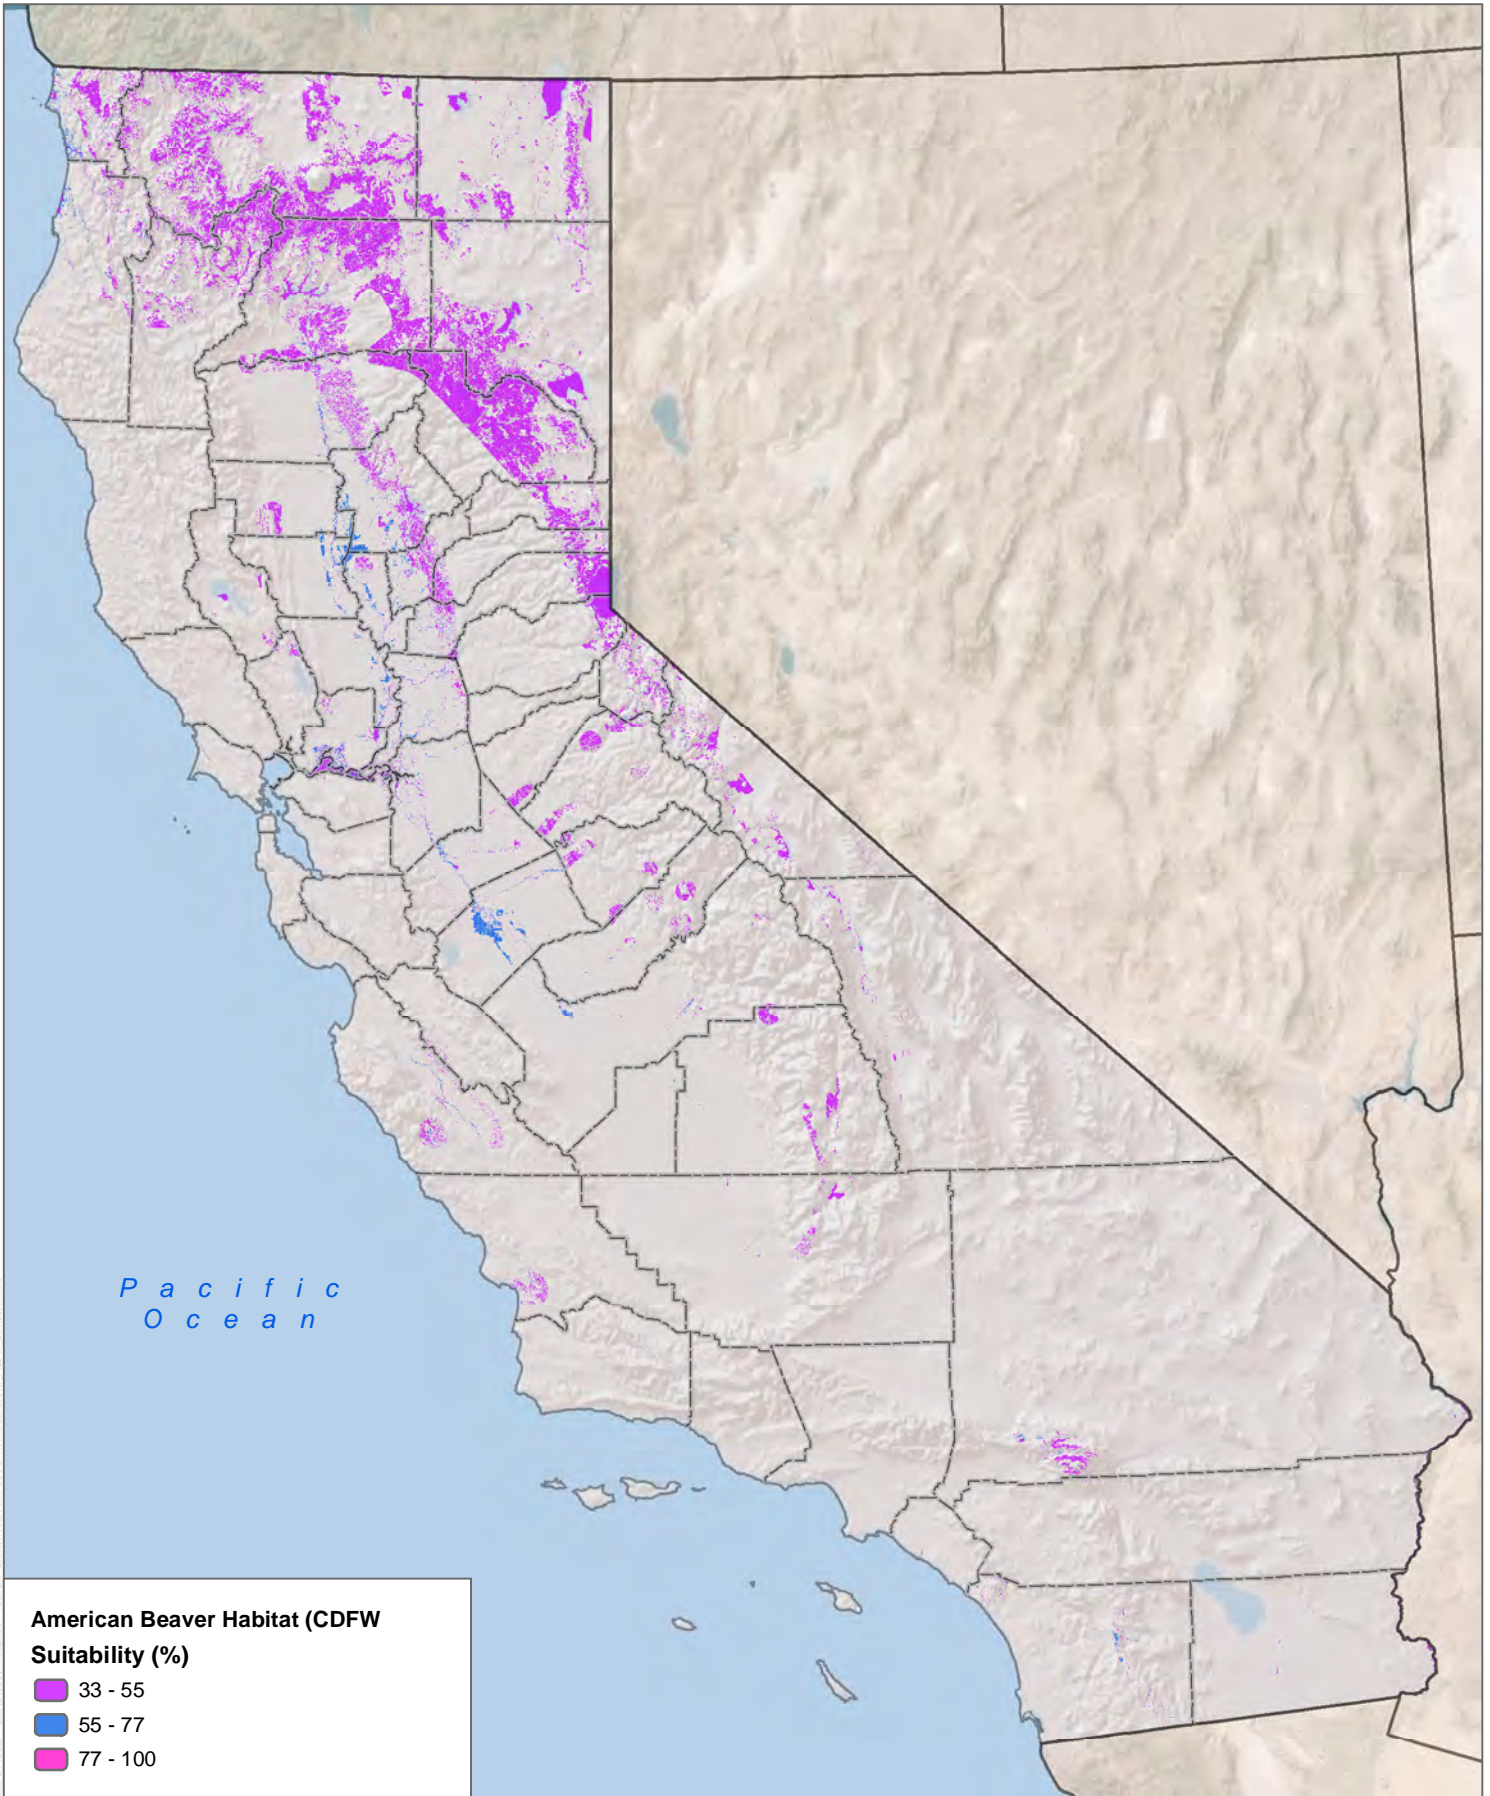 P a c i f i c
O c e a n
American Beaver Habitat (CDFW
Suitability (%)
33 - 55
55 - 77
77 - 100